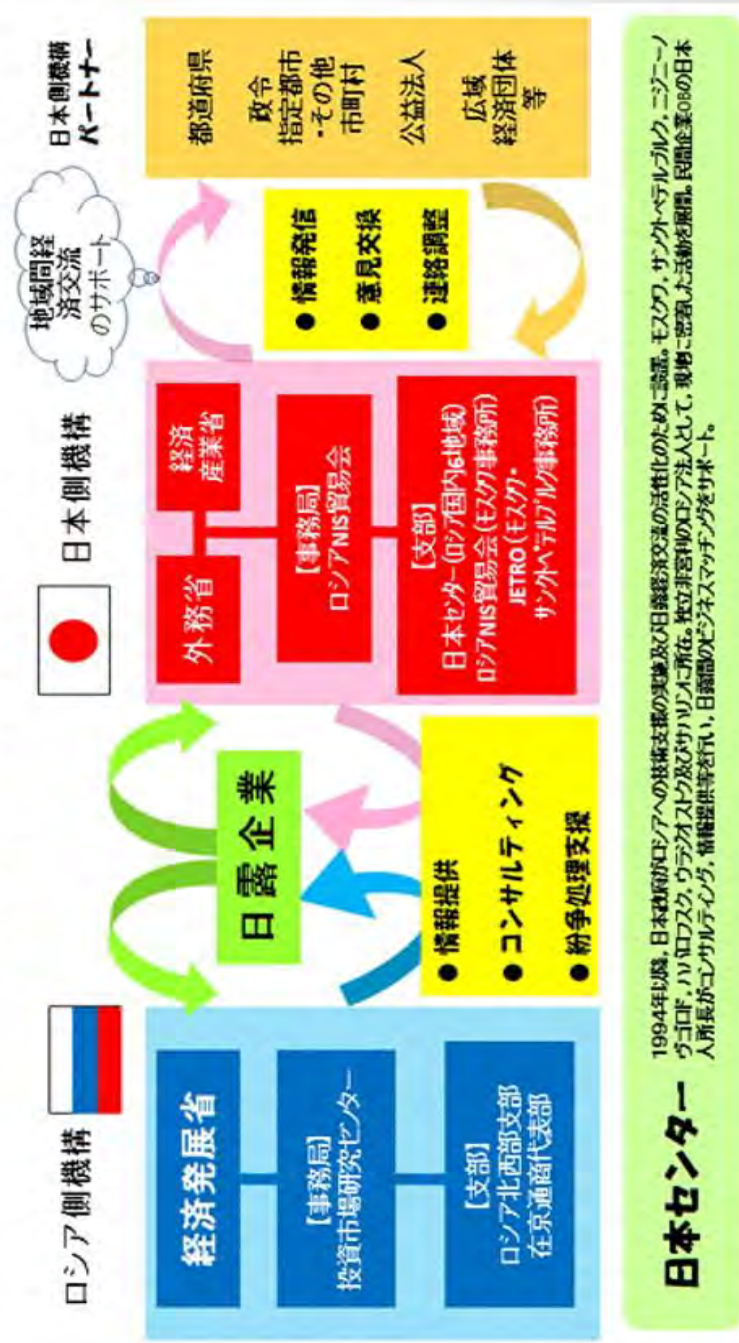 ロシア側機構
経済発展省
【事務局】
投資市場研究センター
【支部】
ロシア北西部支部
在京通商代表部
日露企業
● 情報提供
● コンサルティング
● 紛争処理支援
日本側機構
外務省
経済
産業省
【事務局】
ロシアNIS貿易会
【支部】
日本センター(ロシア国内6地域)
ロシアNIS貿易会(モスクワ事務所)
JETRO(モスクワ・
サンクトペテルブルク事務所)
地域間経
済交流
のサポート
● 情報発信
● 意見交換
● 連絡調整
日本側機構
パートナー
都道府県
政令
指定都市
・その他
市町村
公益法人
広域
経済団体
等
日本センター
1994年以降，日本政府がロシアへの技術支援の実施及び日露経済交流の活性化のために設置。モスクワ，サンクトペテルブルク，ニジニーノ
ヴゴロド，ハバロフスク，ウラジオストク及びサハリンに所在。独立非営利のロシア法人として，現地に密着した活動を展開。民間企業OBの日本
人所長がコンサルティング，情報提供等を行い，日露間のビジネスマッチングをサポート。